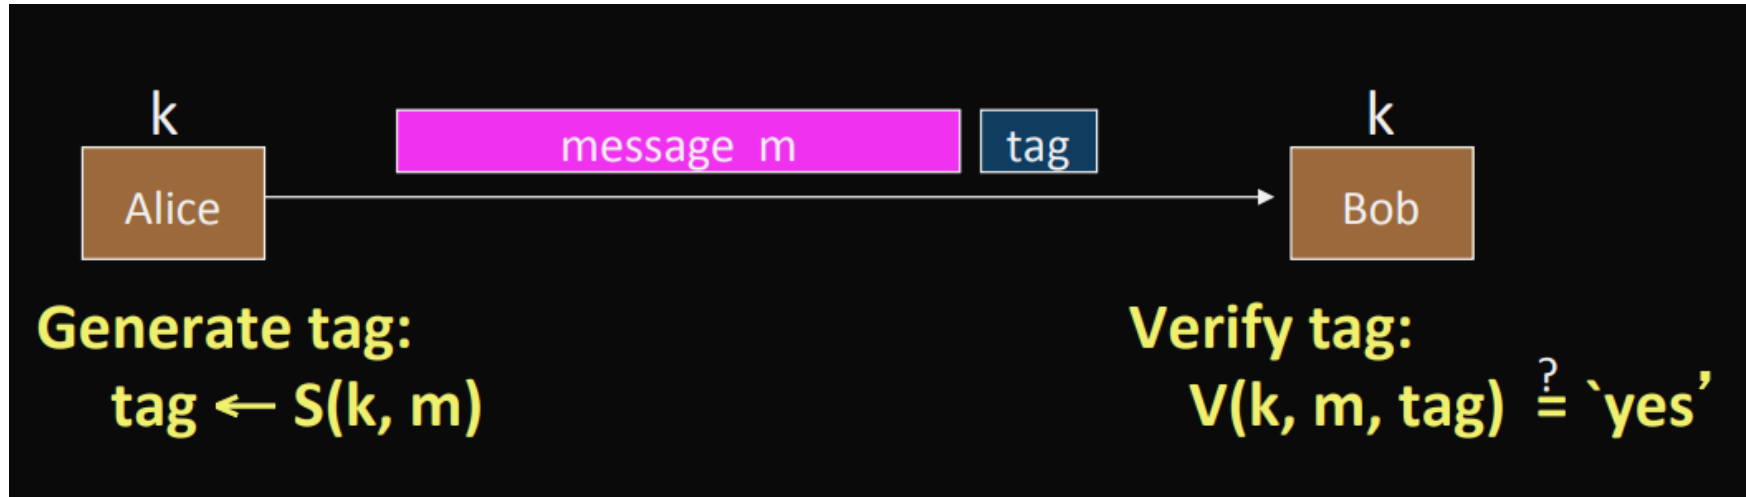 k
k
message m
tag
Alice
Bob
Generate tag:
Verify tag:
tag ← S(k, m)
V(k, m, tag) ≟ `yes’